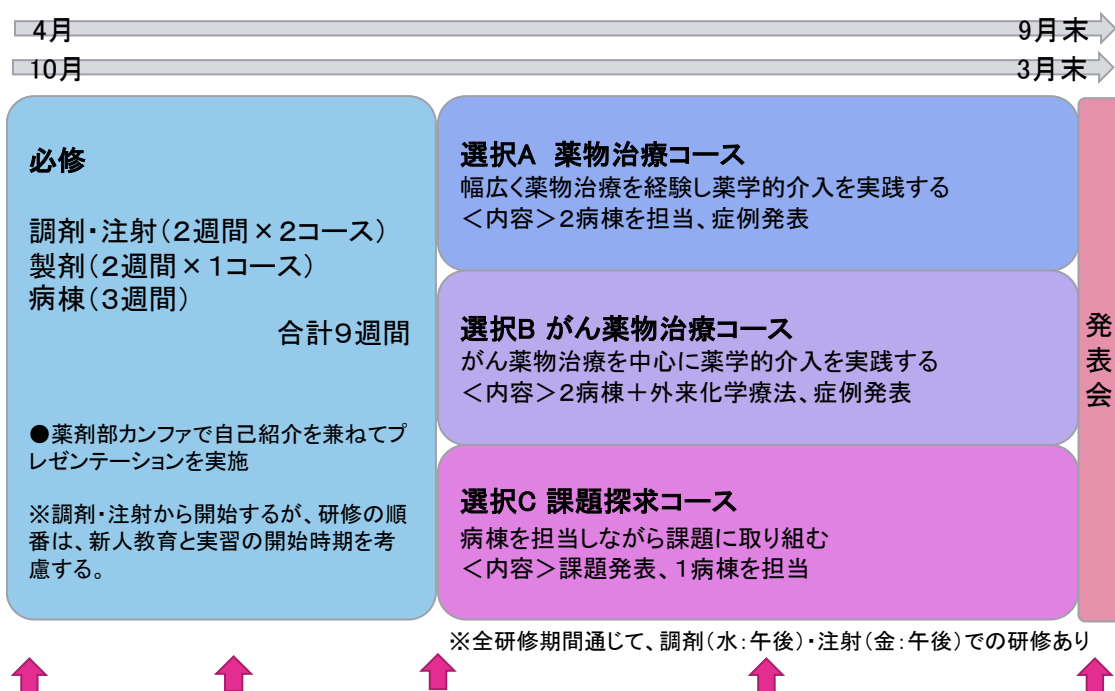 4月 9月末
10月 3月末
必修
調剤・注射(2週間×2コース)
製剤(2週間×1コース)
病棟(3週間)
合計9週間
●薬剤部カンファで自己紹介を兼ねてプ
レゼンテーションを実施
※調剤・注射から開始するが、研修の順
番は、新人教育と実習の開始時期を考
慮する。
選択A 薬物治療コース
幅広く薬物治療を経験し薬学的介入を実践する
<内容>2病棟を担当、症例発表
選択B がん薬物治療コース
がん薬物治療を中心に薬学的介入を実践する
<内容>2病棟+外来化学療法、症例発表
選択C 課題探求コース
病棟を担当しながら課題に取り組む
<内容>課題発表、1病棟を担当
発表会
※全研修期間通じて、調剤(水:午後)・注射(金:午後)での研修あり